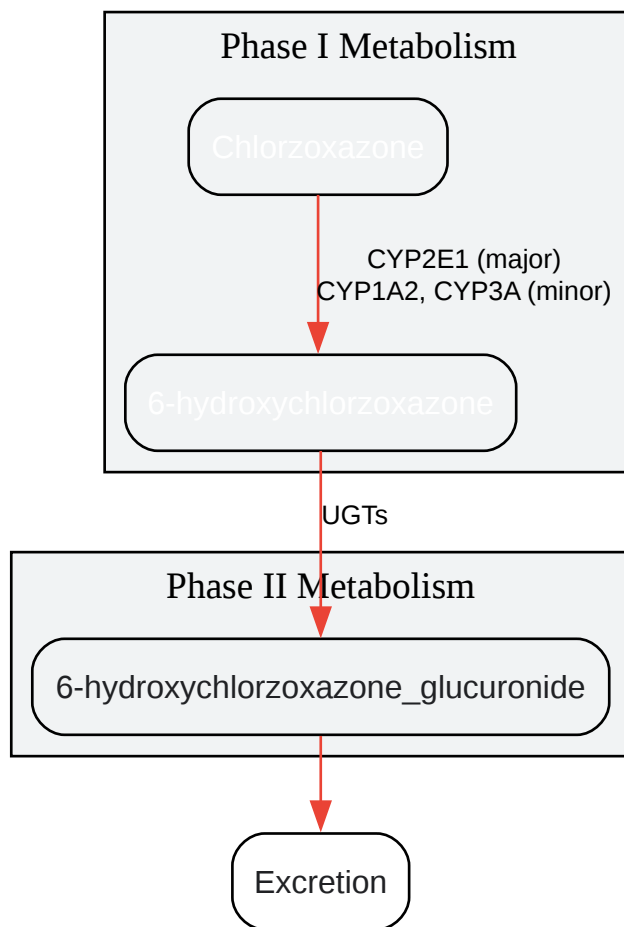 Phase I Metabolism
Chlorzoxazone
CYP2E1 (major)
CYP1A2, CYP3A (minor)
6-hydroxychlorzoxazone
UGTs
Phase II Metabolism
6-hydroxychlorzoxazone_glucuronide
Excretion